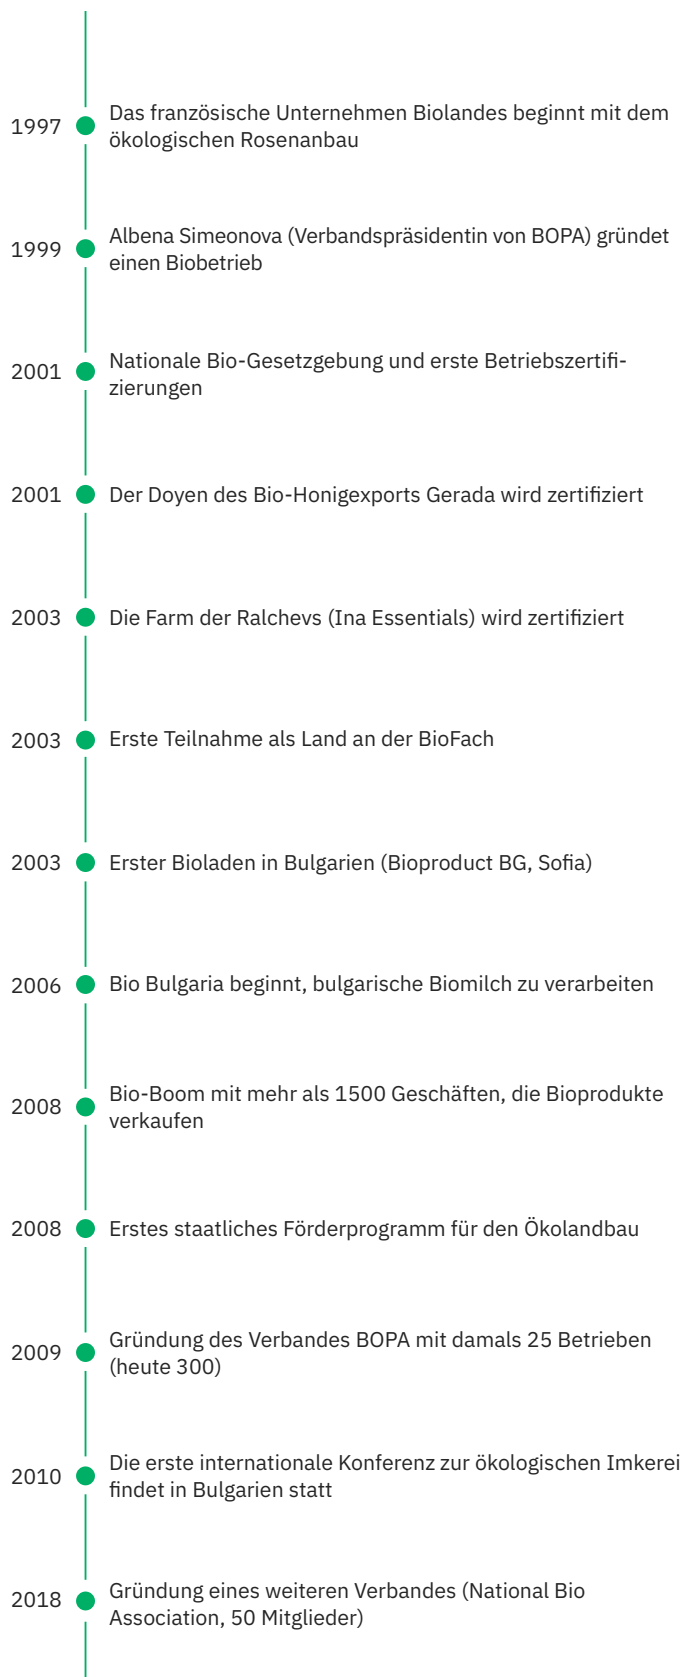 1997
Das französische Unternehmen Biolandes beginnt mit dem
ökologischen Rosenanbau
1999
Albena Simeonova (Verbandspräsidentin von BOPA) gründet
einen Biobetrieb
2001
Nationale Bio-Gesetzgebung und erste Betriebszertifi-
zierungen
2001
Der Doyen des Bio-Honigexports Gerada wird zertifiziert
2003
Die Farm der Ralchevs (Ina Essentials) wird zertifiziert
2003
Erste Teilnahme als Land an der BioFach
2003
Erster Bioladen in Bulgarien (Bioproduct BG, Sofia)
2006
Bio Bulgaria beginnt, bulgarische Biomilch zu verarbeiten
2008
Bio-Boom mit mehr als 1500 Geschäften, die Bioprodukte
verkaufen
2008
Erstes staatliches Förderprogramm für den Ökolandbau
2009
Gründung des Verbandes BOPA mit damals 25 Betrieben
(heute 300)
2010
Die erste internationale Konferenz zur ökologischen Imkerei
findet in Bulgarien statt
2018
Gründung eines weiteren Verbandes (National Bio
Association, 50 Mitglieder)